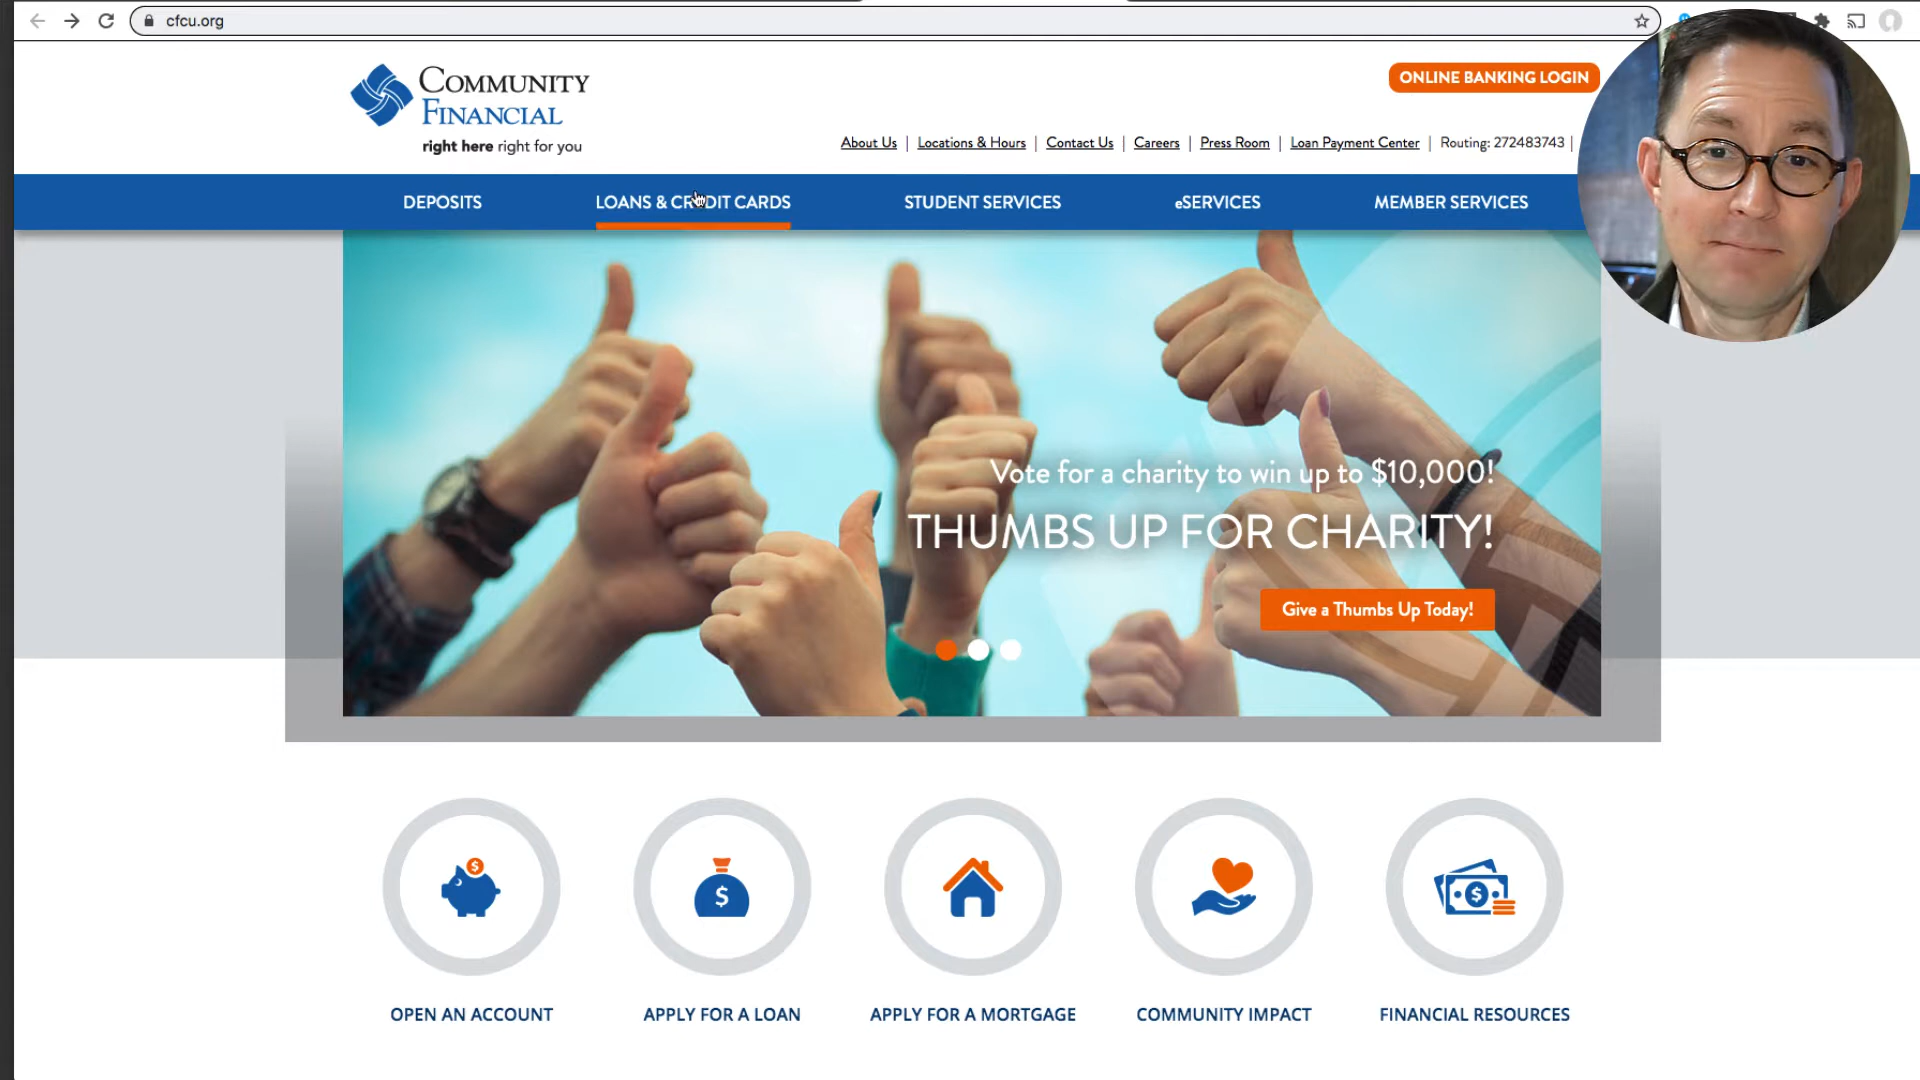 cfcu.org
COMMUNITY
FINANCIAL
right here right for you
ONLINE BANKING LOGIN
About Us | Locations & Hours | Contact Us | Careers | Press Room | Loan Payment Center | Routing: 272483743 |
DEPOSITS LOANS & CREDIT CARDS STUDENT SERVICES eSERVICES MEMBER SERVICES
Vote for a charity to win up to $10,000!
THUMBS UP FOR CHARITY!
Give a Thumbs Up Today!
$
$
$
OPEN AN ACCOUNT APPLY FOR A LOAN APPLY FOR A MORTGAGE COMMUNITY IMPACT FINANCIAL RESOURCES